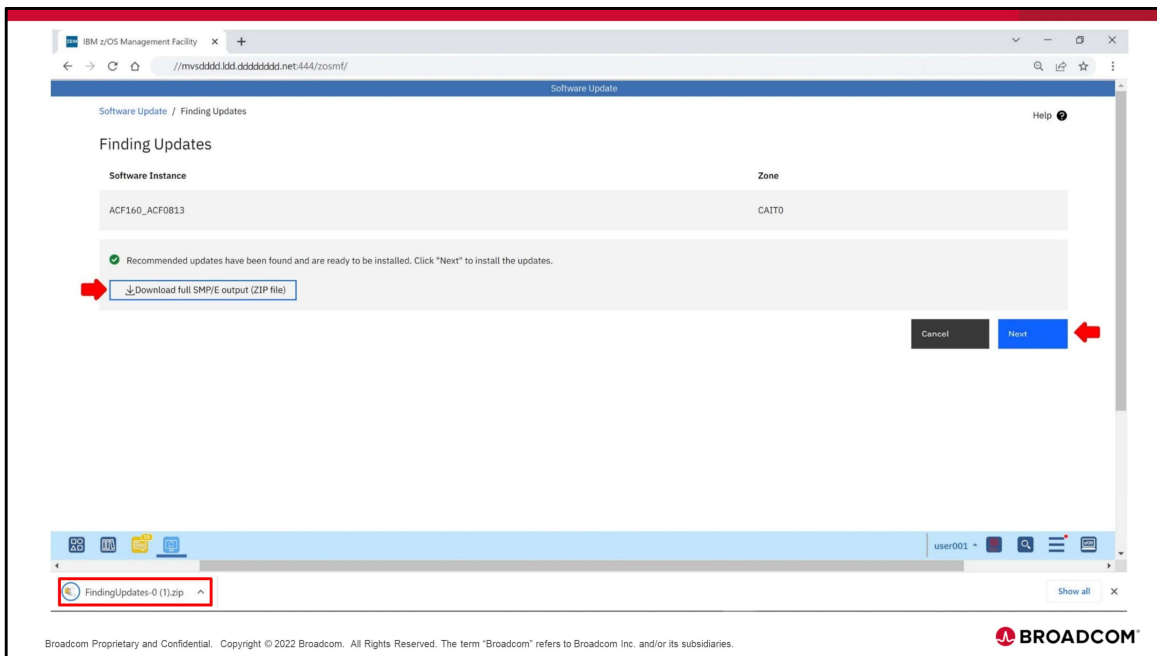 IBM z/OS Management Facility
//mvsdddd.ldd.dddddddd.net:444/zosmf/
Software Update
Software Update / Finding Updates
Help
Finding Updates
Software Instance Zone
ACF160_ACF0813 CAIT0
Recommended updates have been found and are ready to be installed. Click "Next" to install the updates.
Download full SMP/E output (ZIP file)
Cancel Next
user001
FindingUpdates-0 (1).zip
Show all
Broadcom Proprietary and Confidential. Copyright © 2022 Broadcom. All Rights Reserved. The term “Broadcom” refers to Broadcom Inc. and/or its subsidiaries.
BROADCOM